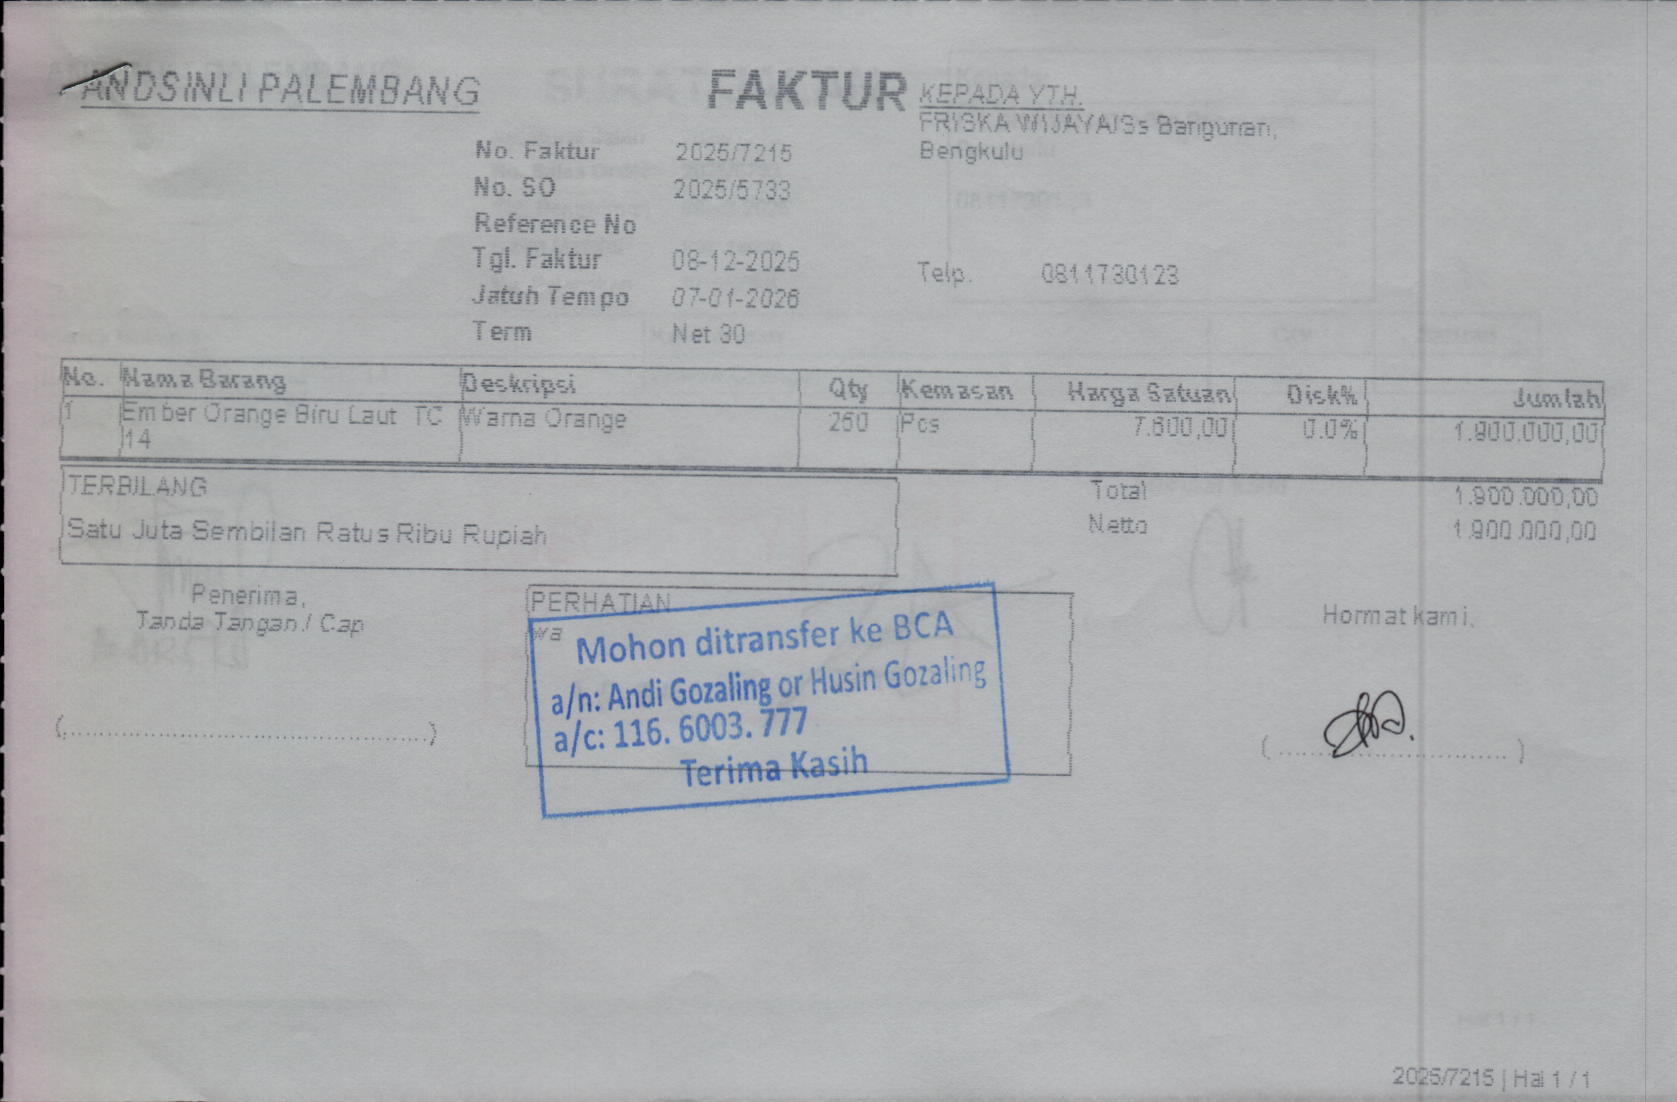 ANDSINLI PALEMBANG
FAKTUR
KEPADA YTH.
FRISKA WIJAYA/Ss Bangunan,
Bengkulu
No. Faktur 2025/7215
No. SO 2025/5733
Reference No
Tgl. Faktur 08-12-2025
Telp. 0811730123
Jatuh Tempo 07-01-2026
Term Net 30
No. Nama Barang Deskripsi Qty Kemasan Harga Satuan Disk% Jumlah
1 Ember Orange Biru Laut TC Warna Orange 250 Pcs 7.600,00 0.0% 1.900.000,00
14
TERBILANG
Satu Juta Sembilan Ratus Ribu Rupiah
Total 1.900.000,00
Netto 1.900.000,00
Penerima,
Tanda Tangan / Cap
PERHATIAN
wa
Mohon ditransfer ke BCA
a/n: Andi Gozaling or Husin Gozaling
a/c: 116. 6003. 777
Terima Kasih
Hormat kami,
(........................................)
(........................................)
2025/7215 | Hal 1 / 1